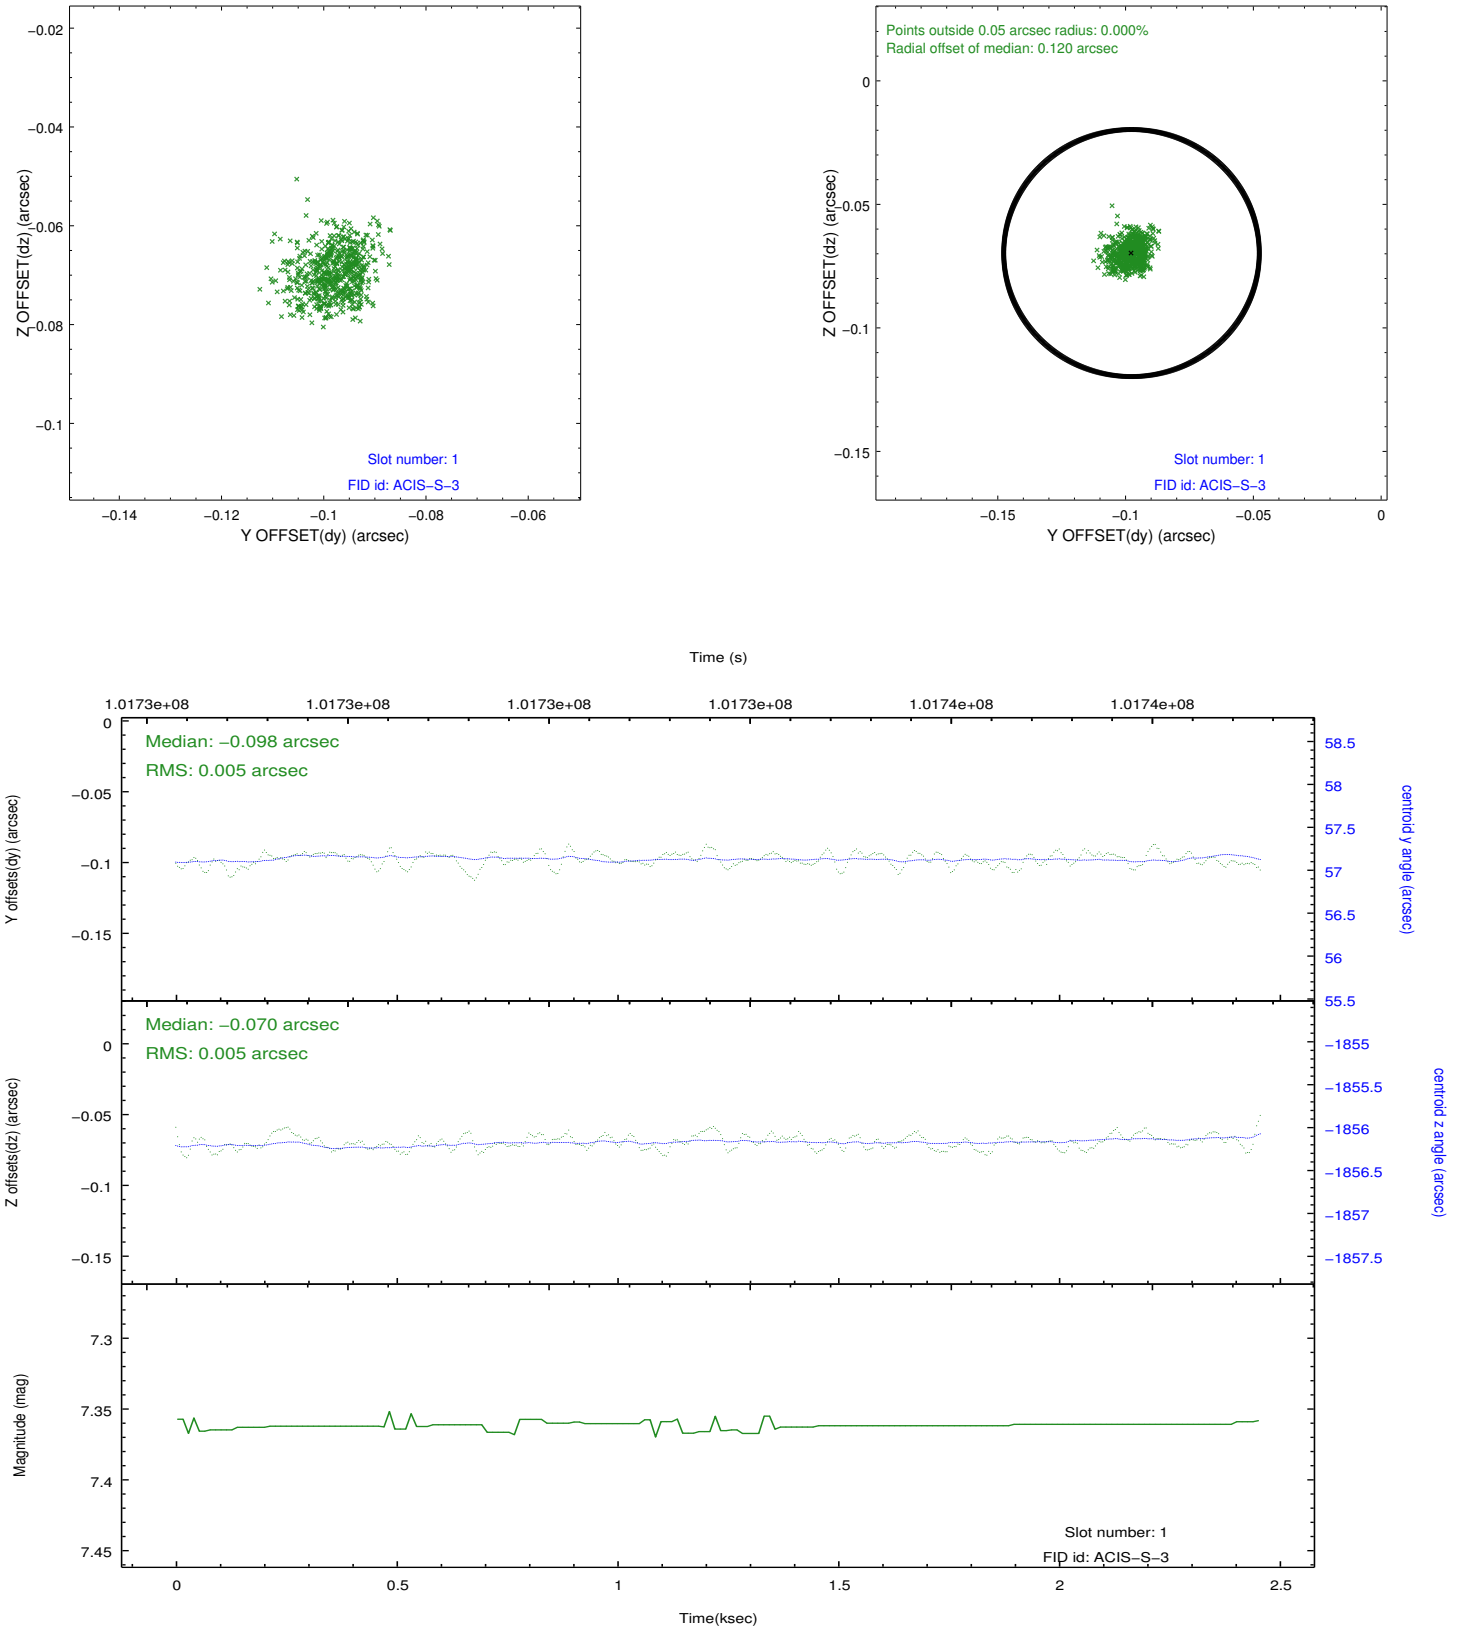 −0.02
−0.04
−0.06
−0.08
−0.1
Z OFFSET(dz) (arcsec)
Slot number: 1
FID id: ACIS−S−3
−0.14
−0.12
−0.1
−0.08
−0.06
Y OFFSET(dy) (arcsec)
Points outside 0.05 arcsec radius: 0.000%
Radial offset of median: 0.120 arcsec
0
−0.05
−0.1
−0.15
Z OFFSET(dz) (arcsec)
Slot number: 1
FID id: ACIS−S−3
−0.15
−0.1
−0.05
0
Y OFFSET(dy) (arcsec)
Time (s)
1.0173e+08
1.0173e+08
1.0173e+08
1.0173e+08
1.0174e+08
1.0174e+08
Median: −0.098 arcsec
RMS: 0.005 arcsec
0
−0.05
−0.1
−0.15
Y offsets(dy) (arcsec)
58.5
58
57.5
57
56.5
56
55.5
centroid y angle (arcsec)
Median: −0.070 arcsec
RMS: 0.005 arcsec
0
−0.05
−0.1
−0.15
Z offsets(dz) (arcsec)
−1855
−1855.5
−1856
−1856.5
−1857
−1857.5
centroid z angle (arcsec)
7.3
7.35
7.4
7.45
Magnitude (mag)
Slot number: 1
FID id: ACIS−S−3
0
0.5
1
1.5
2
2.5
Time(ksec)